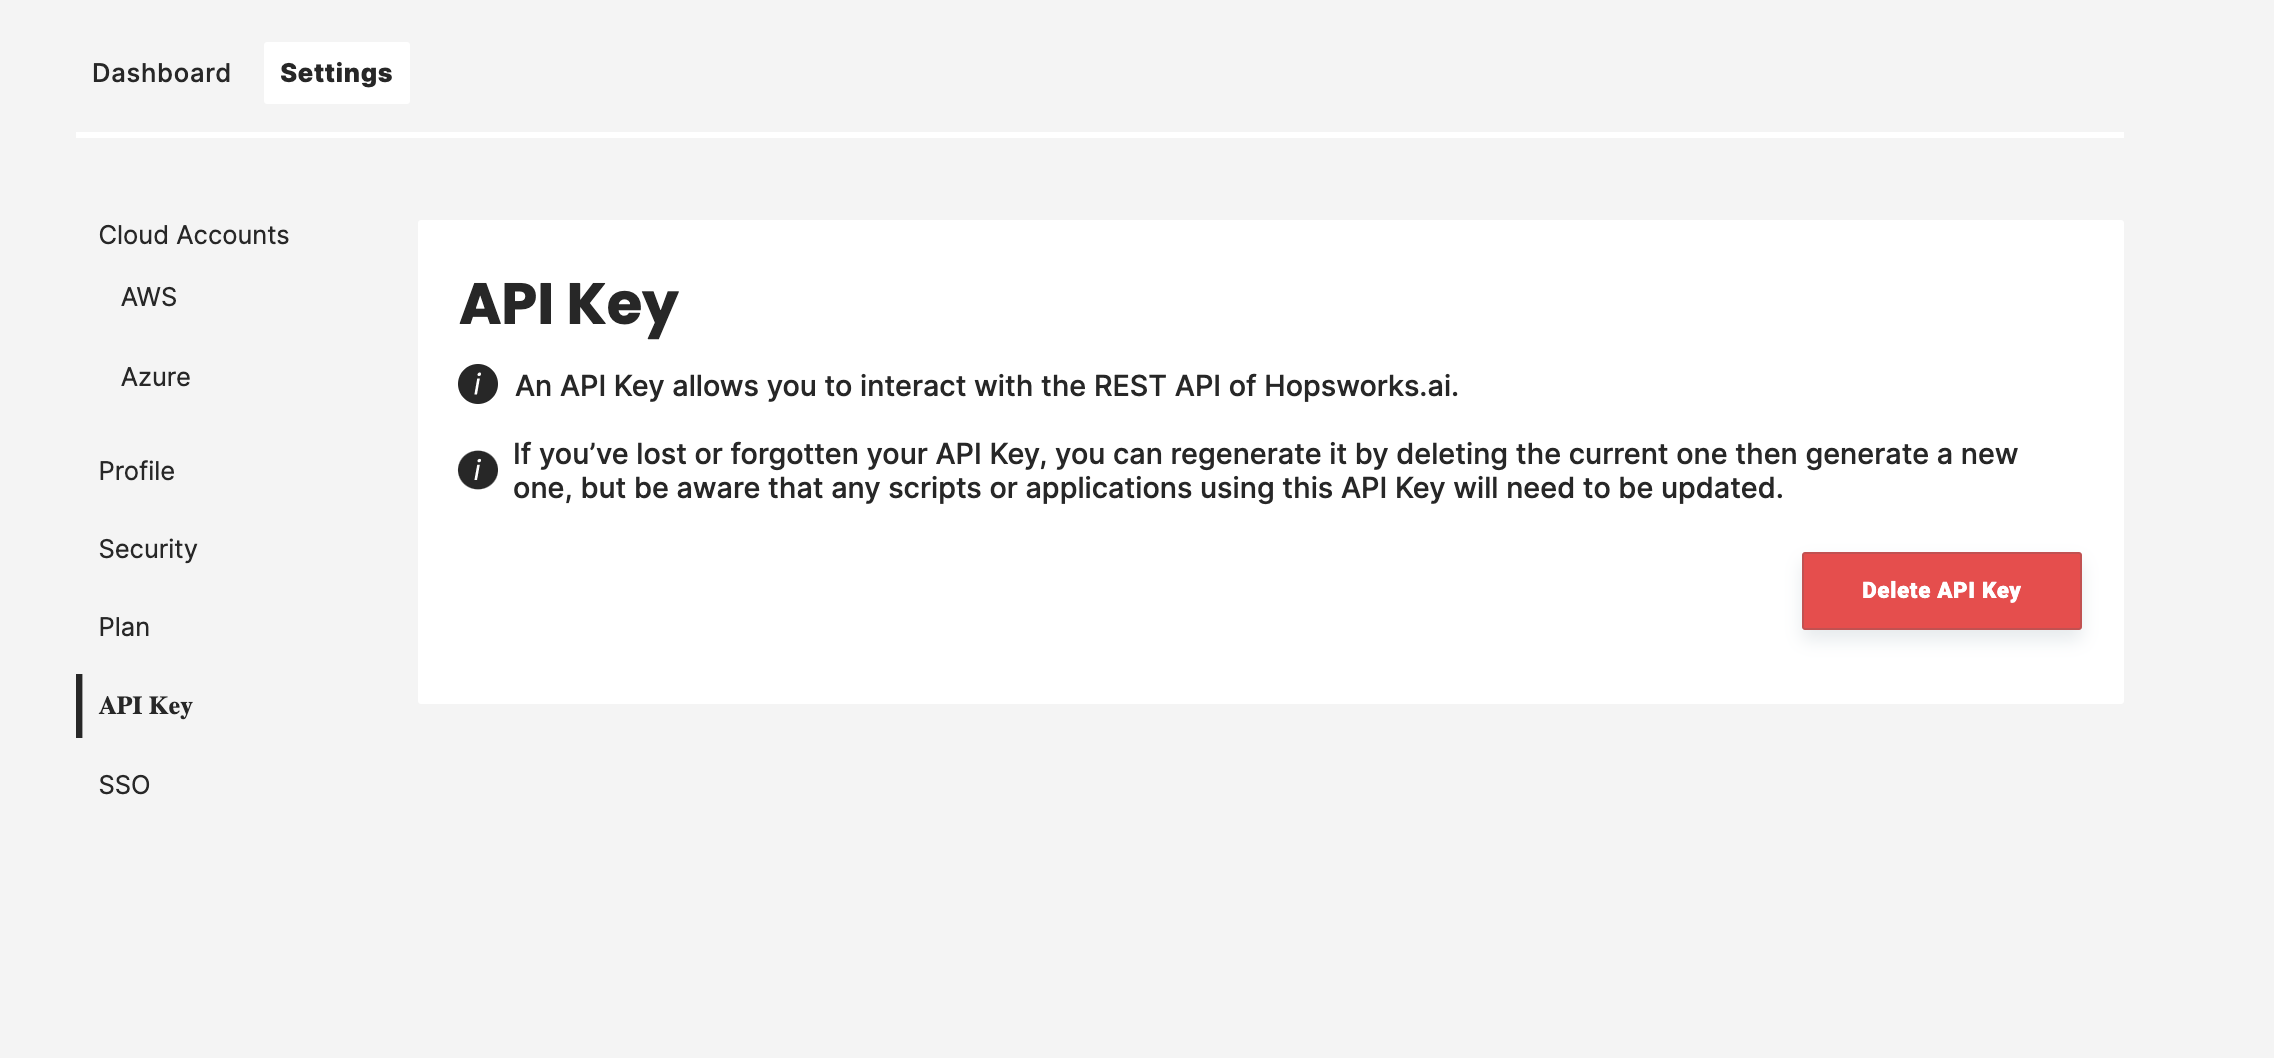 Dashboard
Settings
Cloud Accounts
AWS
Azure
Profile
Security
Plan
API Key
SSO
API Key
i An API Key allows you to interact with the REST API of Hopsworks.ai.
i If you’ve lost or forgotten your API Key, you can regenerate it by deleting the current one then generate a new
one, but be aware that any scripts or applications using this API Key will need to be updated.
Delete API Key